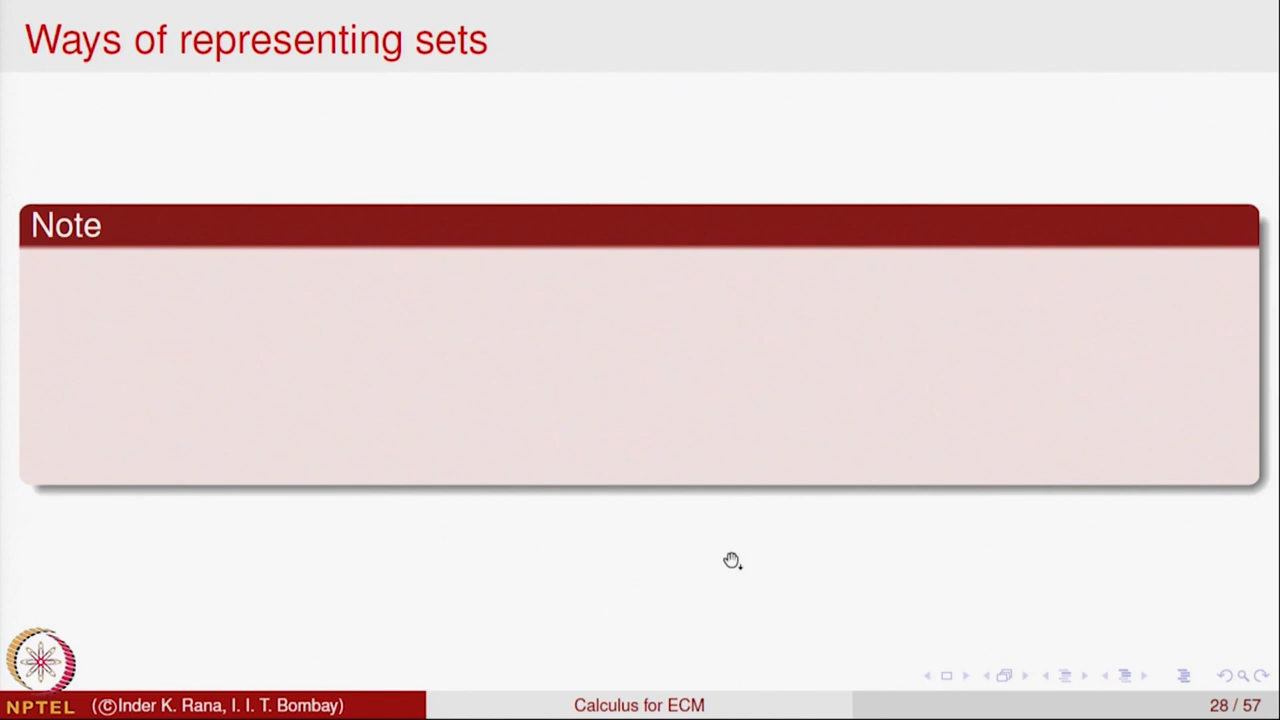 Ways of representing sets
Note
NPTEL
(©Inder K. Rana, I. I. T. Bombay)
Calculus for ECM
28 / 57